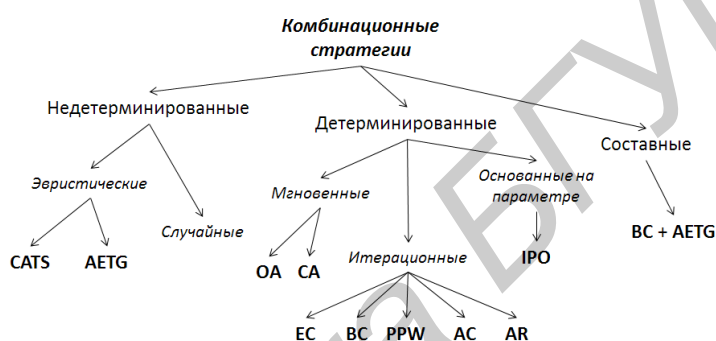 Комбинационные
стратегии
Недетерминированные
Детерминированные
Составные
Эвристические
Случайные
Мгновенные
Основанные на
параметре
CATS AETG
OA CA
Итерационные
IPO
BC + AETG
EC BC PPW AC AR